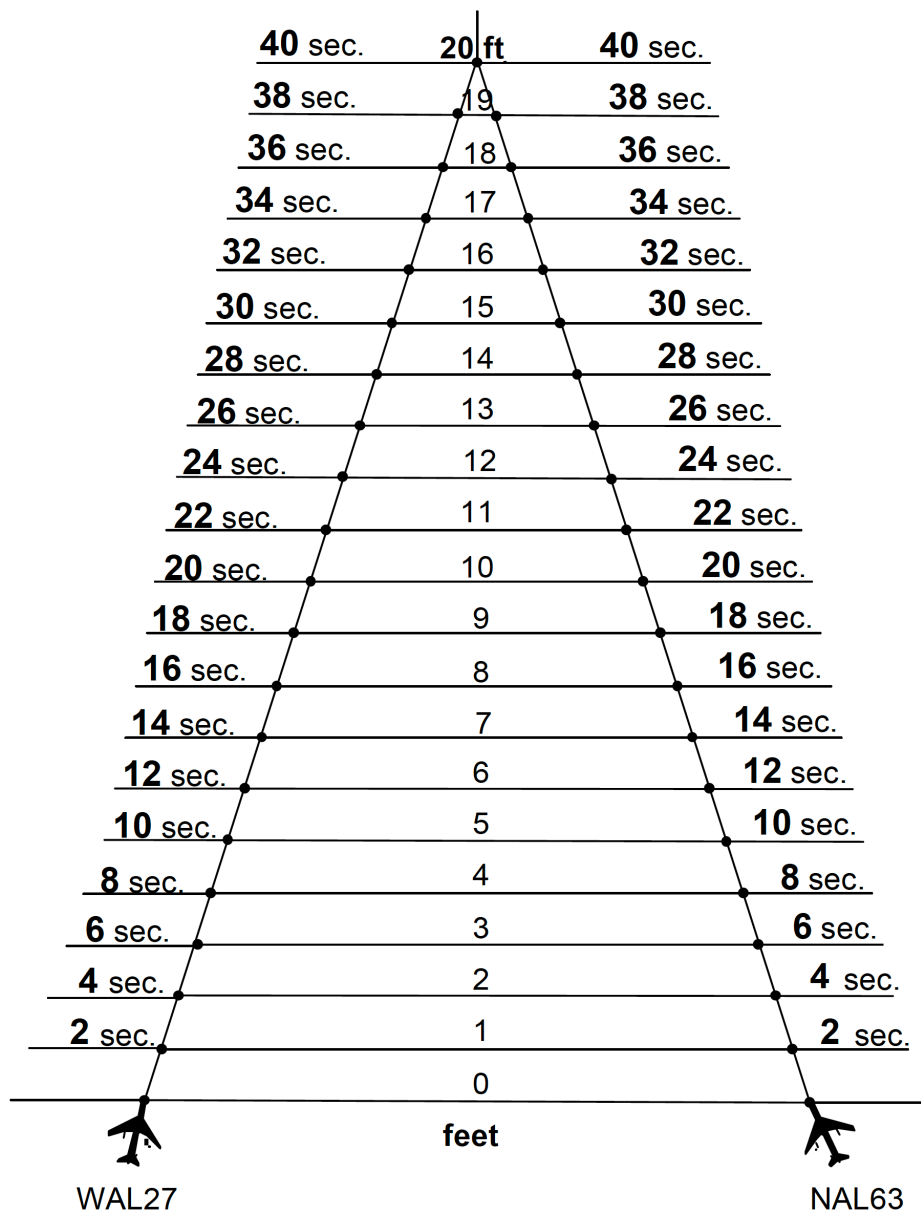 40 sec. 20 ft 40 sec.
38 sec. 19 38 sec.
36 sec. 18 36 sec.
34 sec. 17 34 sec.
32 sec. 16 32 sec.
30 sec. 15 30 sec.
28 sec. 14 28 sec.
26 sec. 13 26 sec.
24 sec. 12 24 sec.
22 sec. 11 22 sec.
20 sec. 10 20 sec.
18 sec. 9 18 sec.
16 sec. 8 16 sec.
14 sec. 7 14 sec.
12 sec. 6 12 sec.
10 sec. 5 10 sec.
8 sec. 4 8 sec.
6 sec. 3 6 sec.
4 sec. 2 4 sec.
2 sec. 1 2 sec.
0
feet
WAL27 NAL63